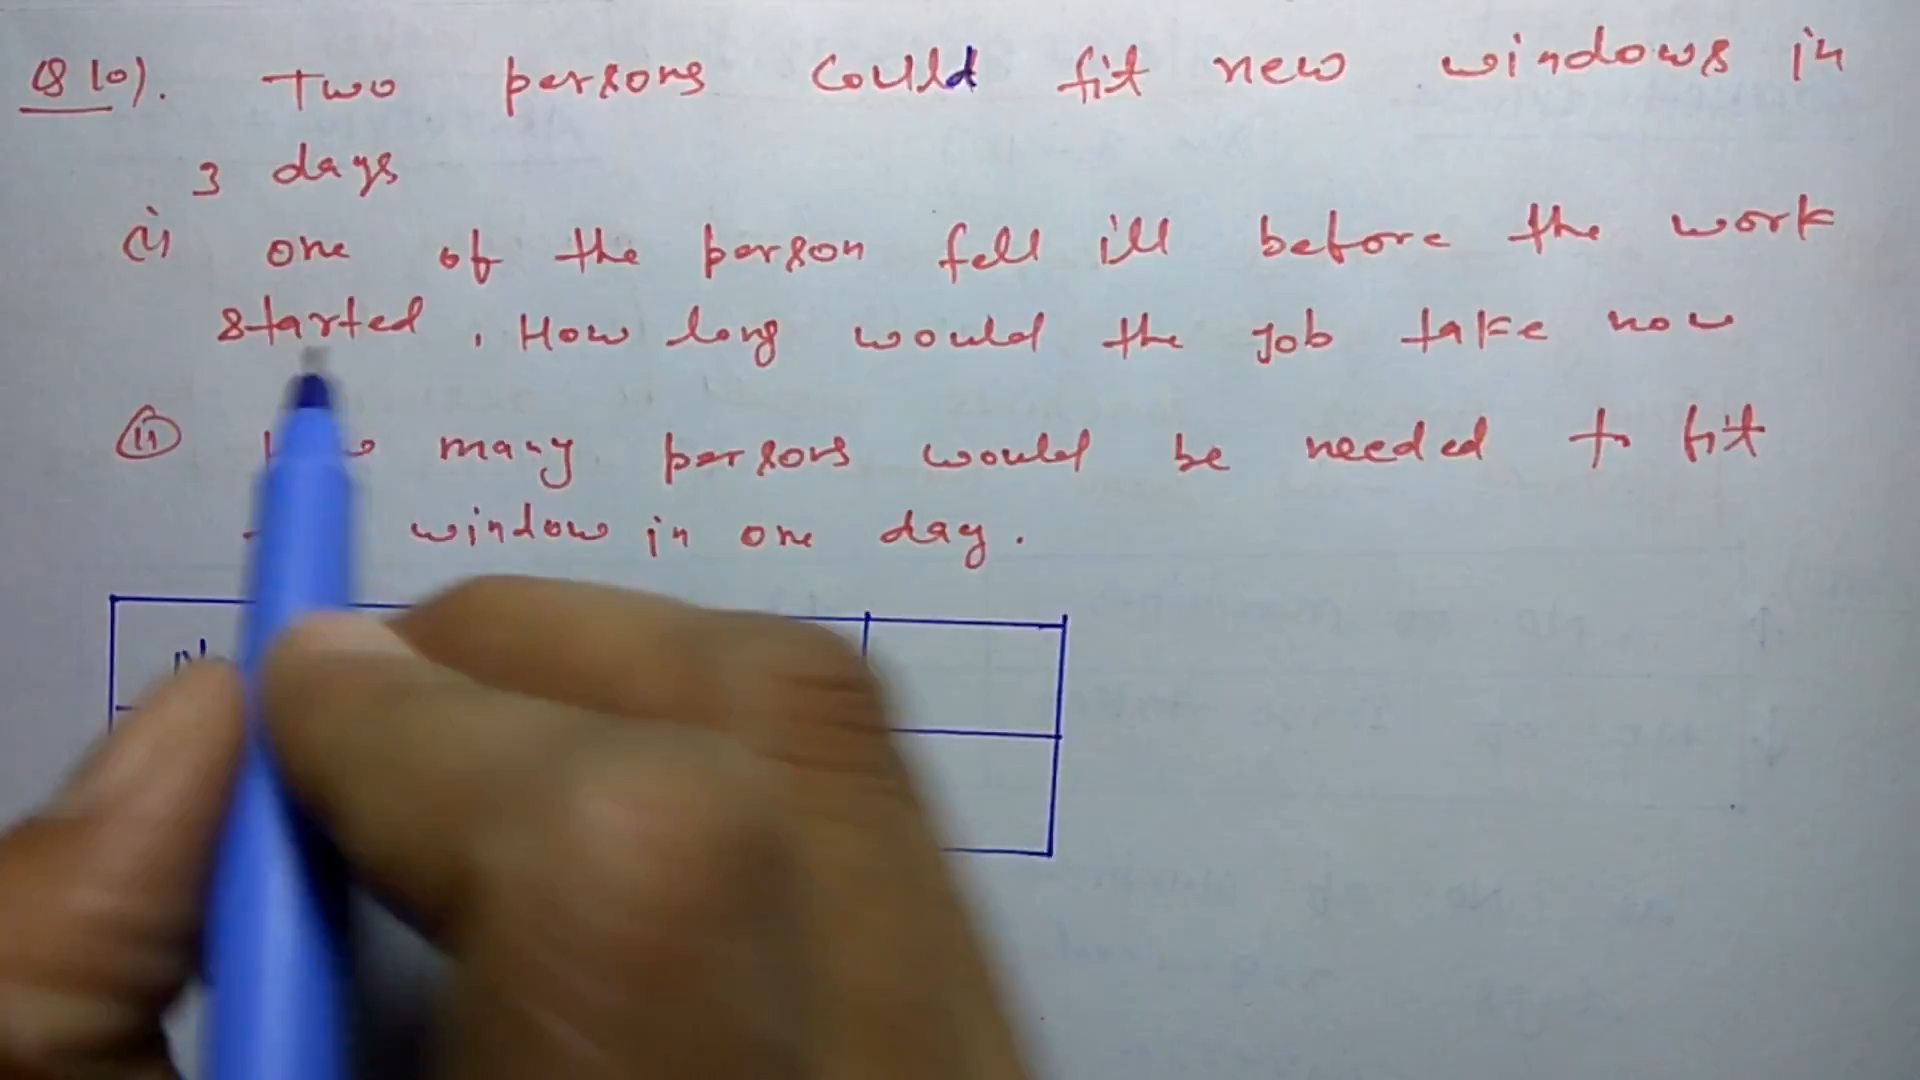 Q 10). Two persons could fit new windows in
3 days
(i) one of the person fell ill before the work
started, How long would the job take now
(ii) many persons would be needed to fit
window in one day.